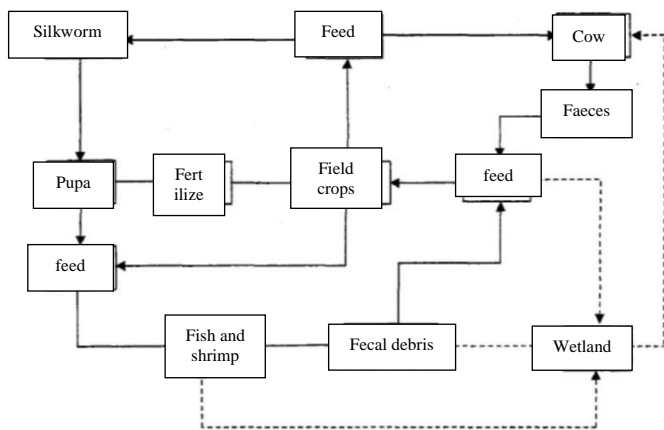 Silkworm
Feed
Cow
Faeces
Pupa
Fert
ilize
Field
crops
feed
feed
Fish and
shrimp
Fecal debris
Wetland